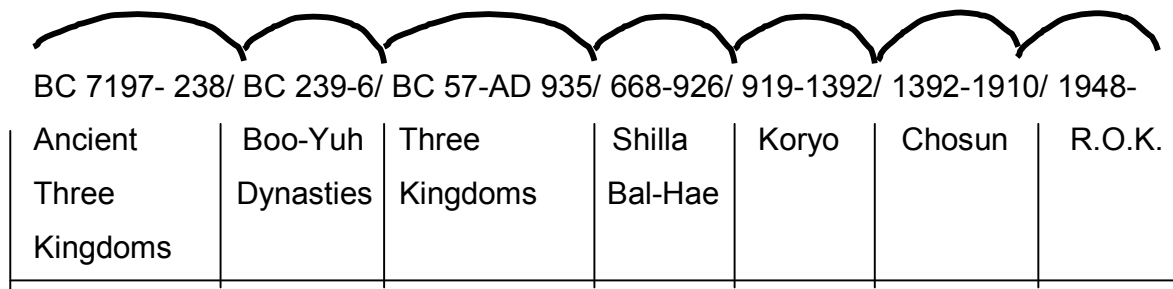 BC 7197- 238/ BC 239-6/ BC 57-AD 935/ 668-926/ 919-1392/ 1392-1910/ 1948-
Ancient Boo-Yuh Three Shilla Koryo Chosun R.O.K.
Three Dynasties Kingdoms Bal-Hae
Kingdoms